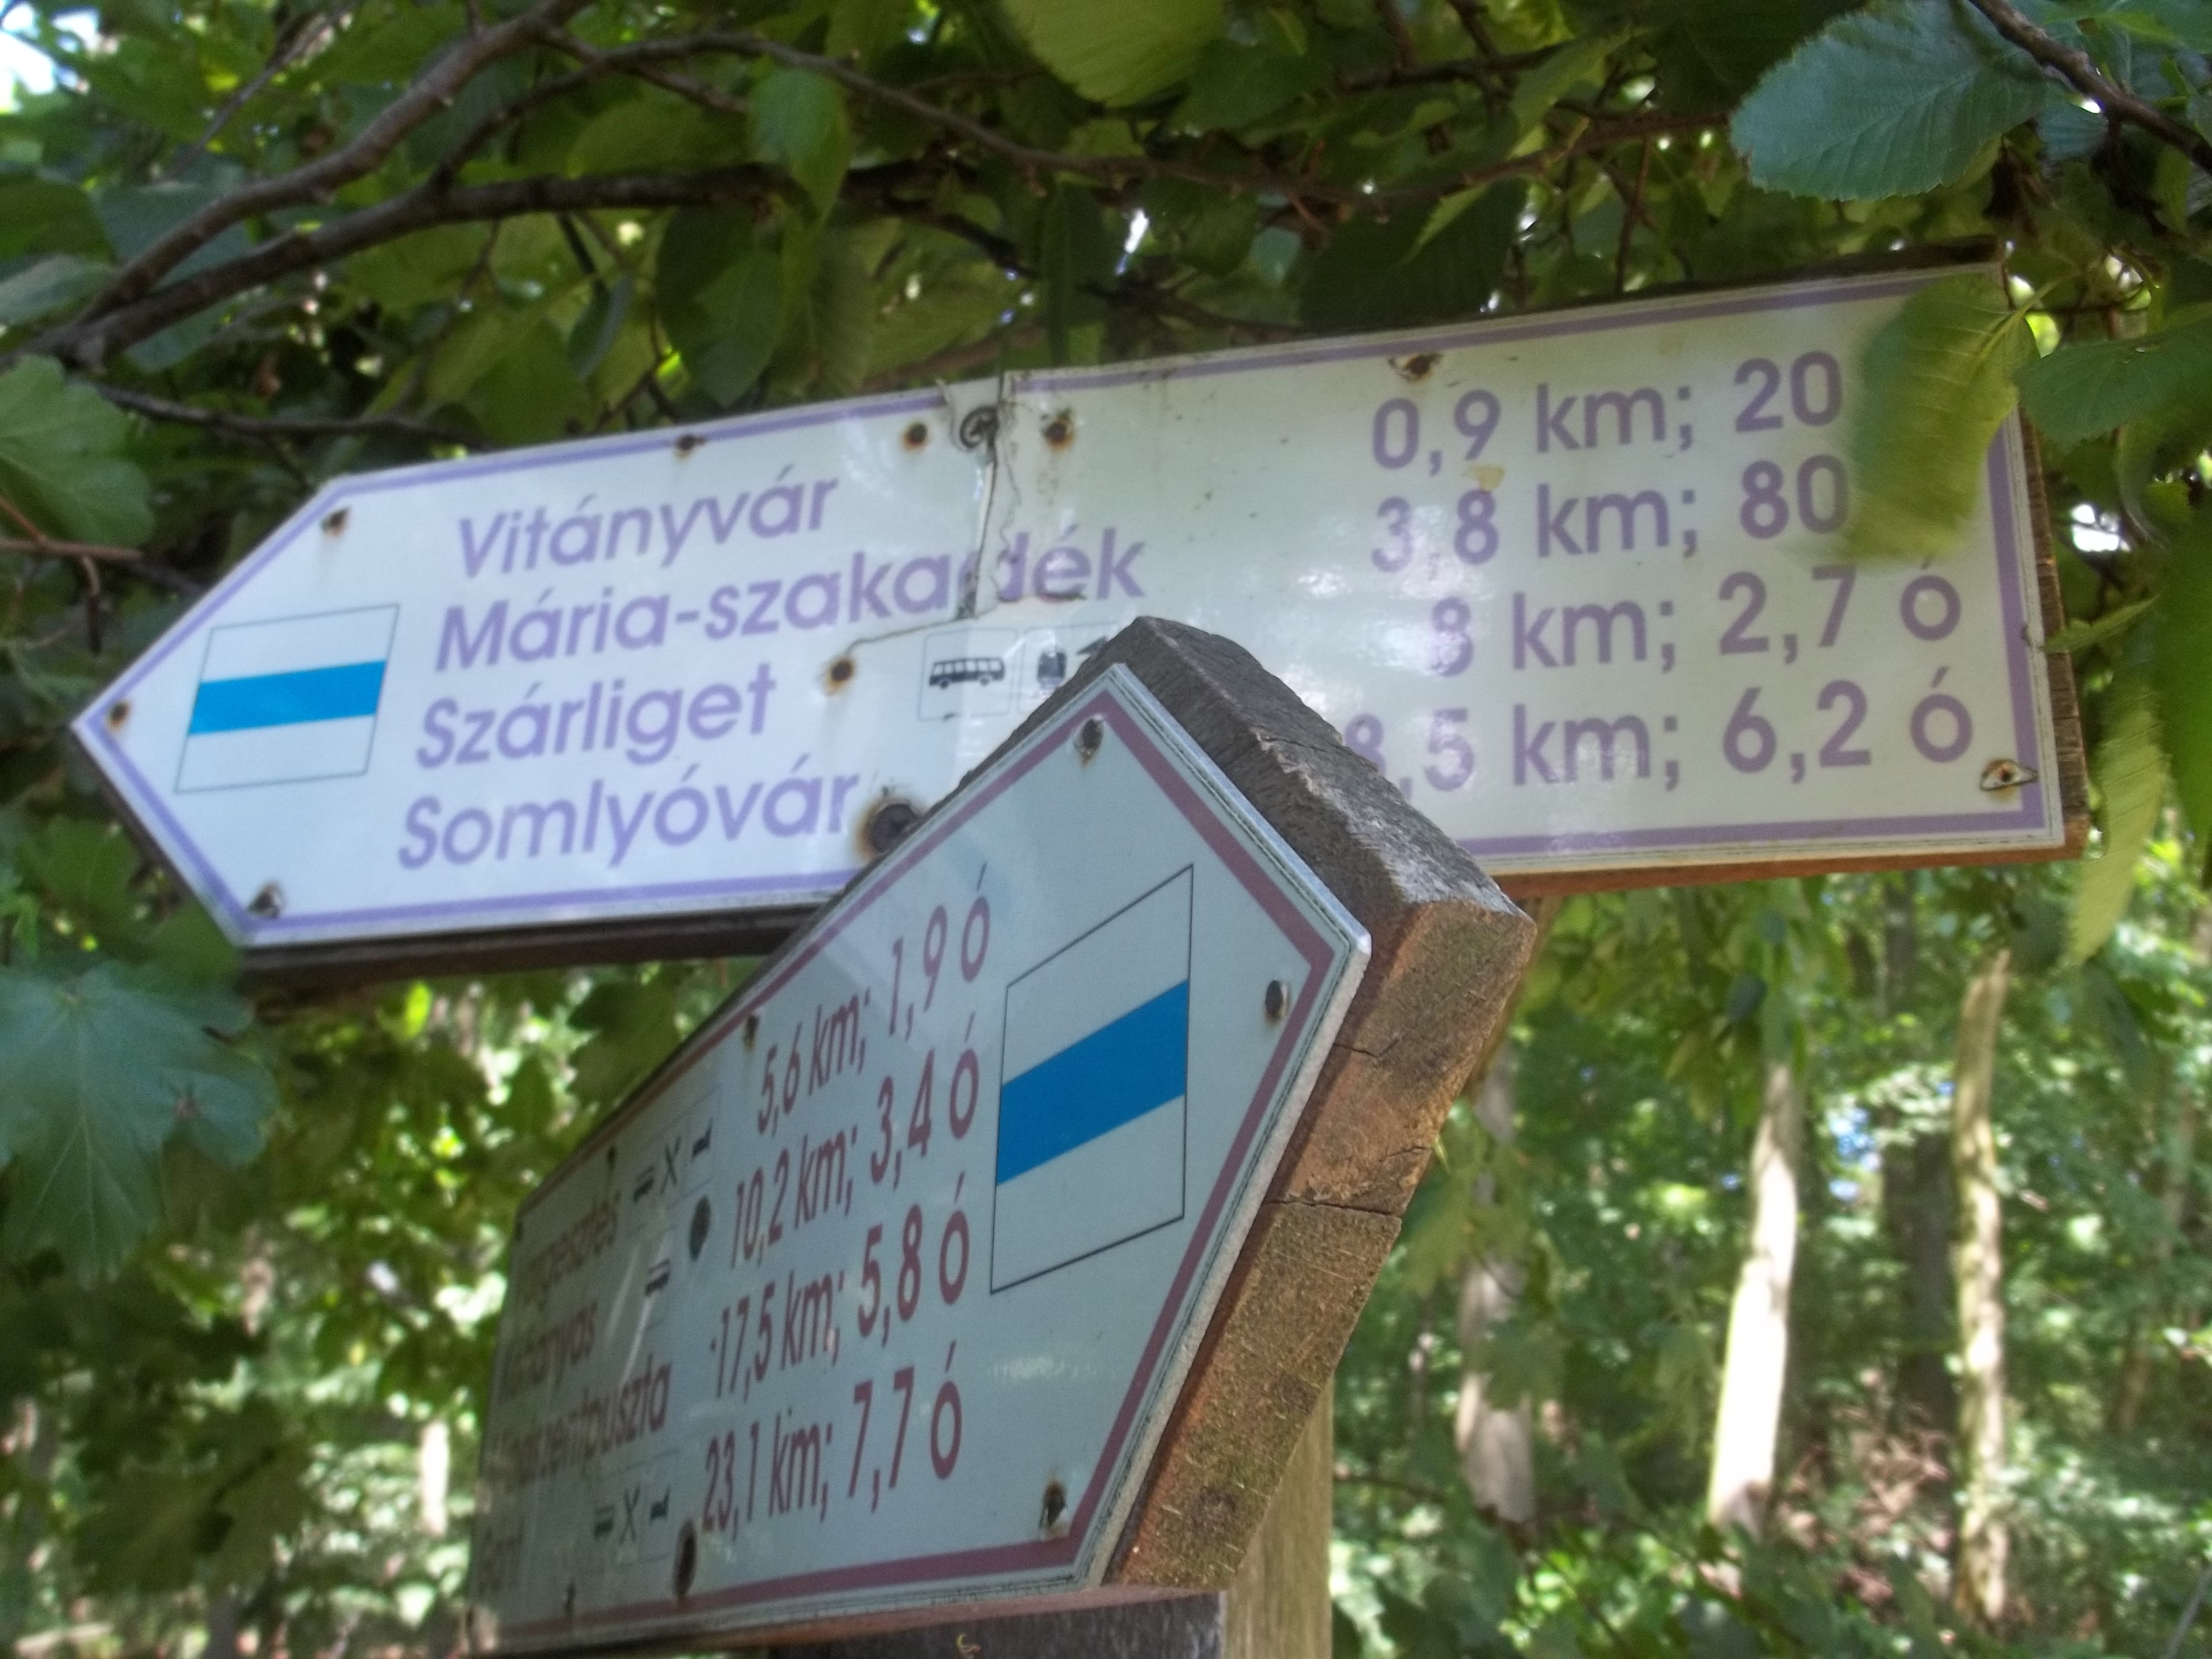 Vitányvár 0,9 km; 20
Mária-szakadék 3,8 km; 80
Szárliget 8 km; 2,7 ó
Somlyóvár 8,5 km; 6,2 ó
5,6 km; 1,9 ó
10,2 km; 3,4 ó
17,5 km; 5,8 ó
23,1 km; 7,7 ó